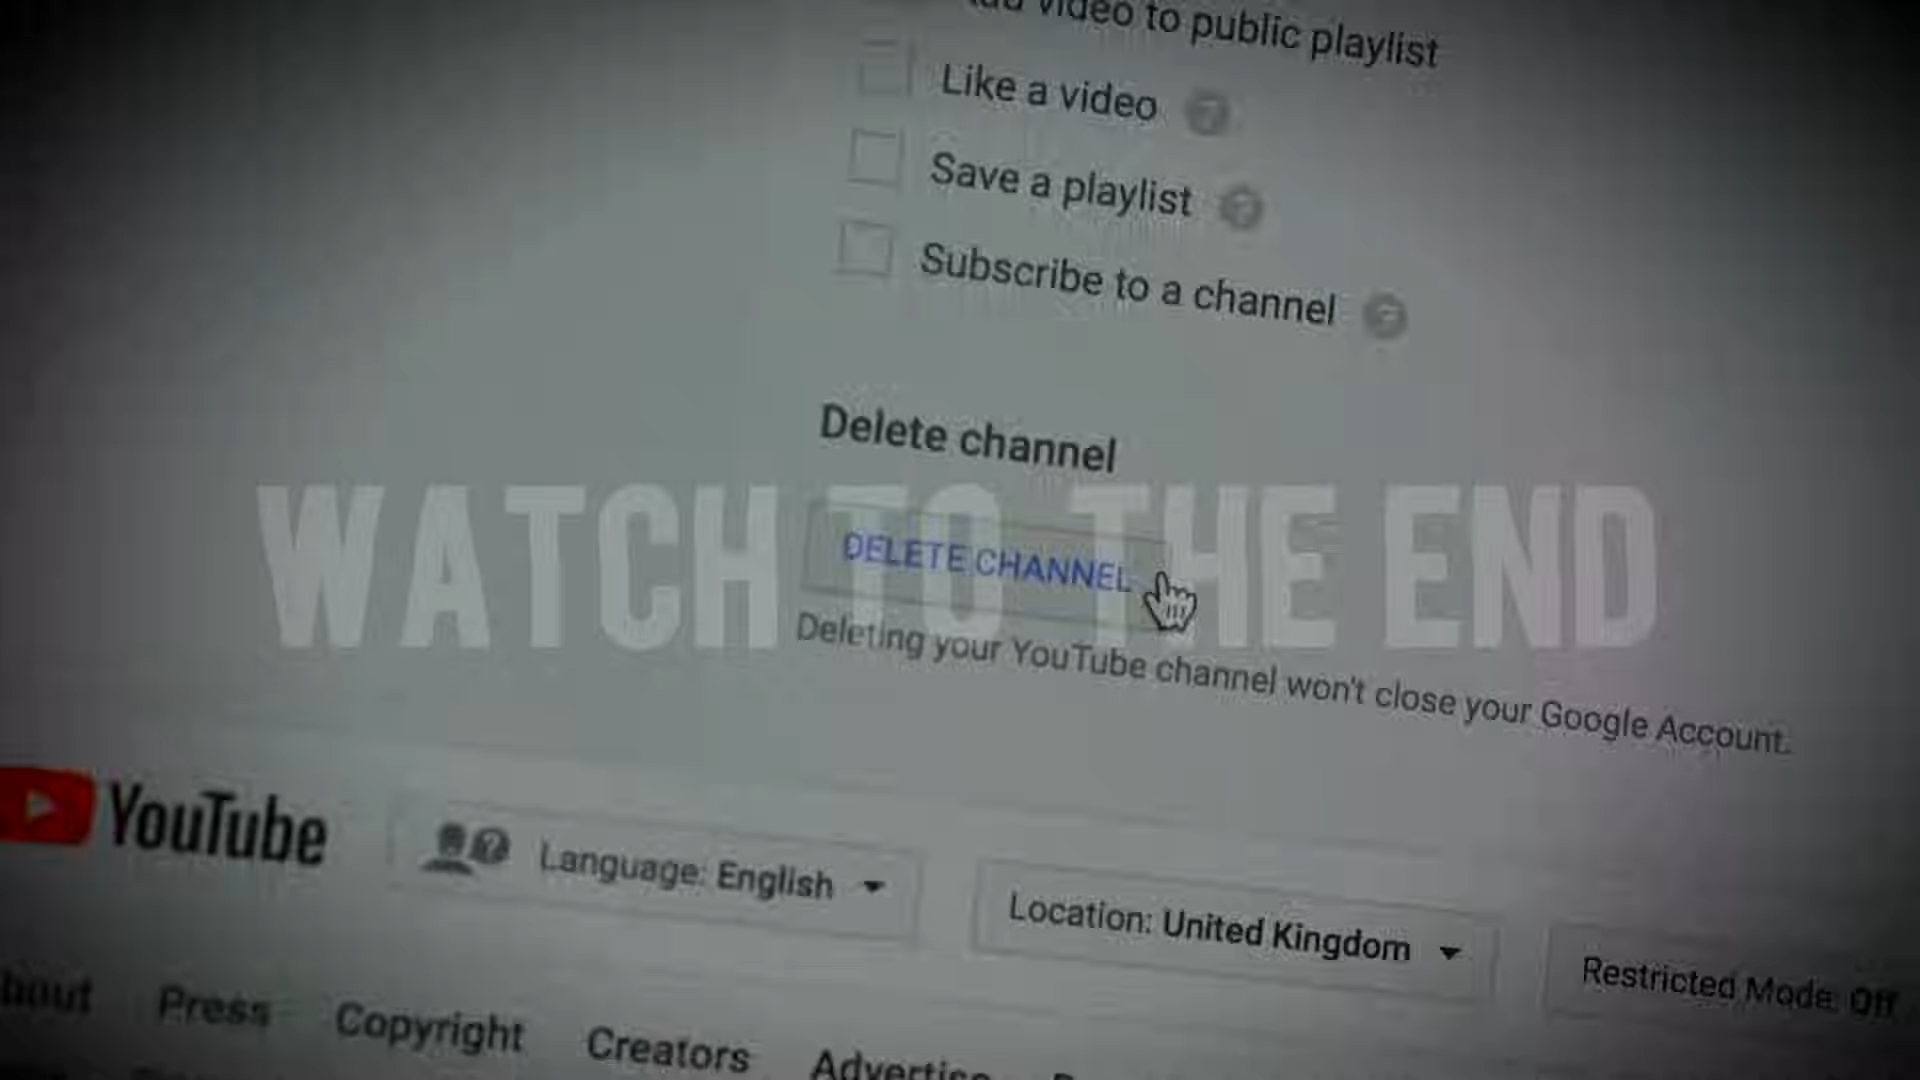 video to public playlist
Like a video
Save a playlist
Subscribe to a channel
Delete channel
WATCH TO THE END
DELETE CHANNEL
Deleting your YouTube channel won't close your Google Account.
YouTube
Language: English
Location: United Kingdom
Restricted Mode: Off
Press Copyright Creators